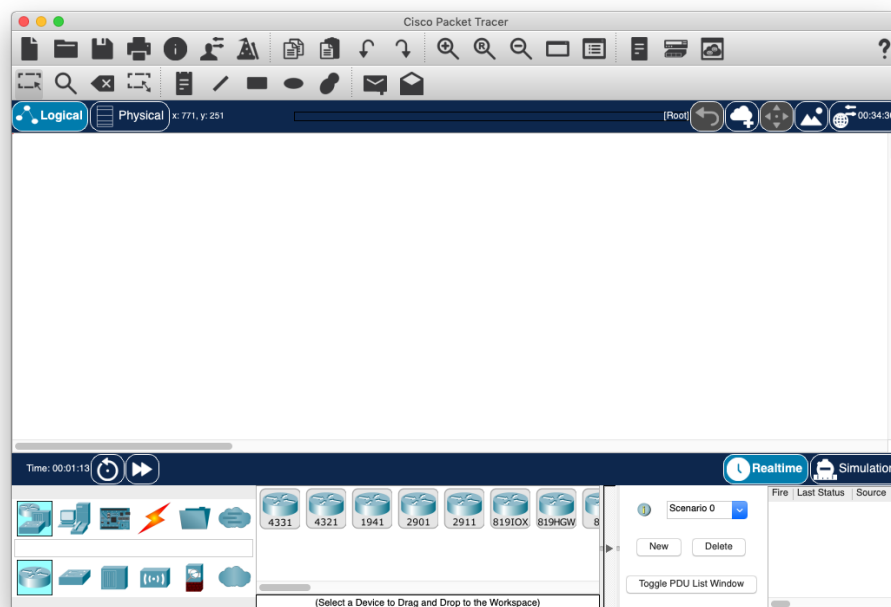 Cisco Packet Tracer
Logical
Physical
x: 771, y: 251
[Root]
00:34:30
Time: 00:01:13
Realtime
Simulation
4331
4321
1941
2901
2911
819IOX
819HGW
8
Scenario 0
Fire
Last Status
Source
New
Delete
Toggle PDU List Window
(Select a Device to Drag and Drop to the Workspace)